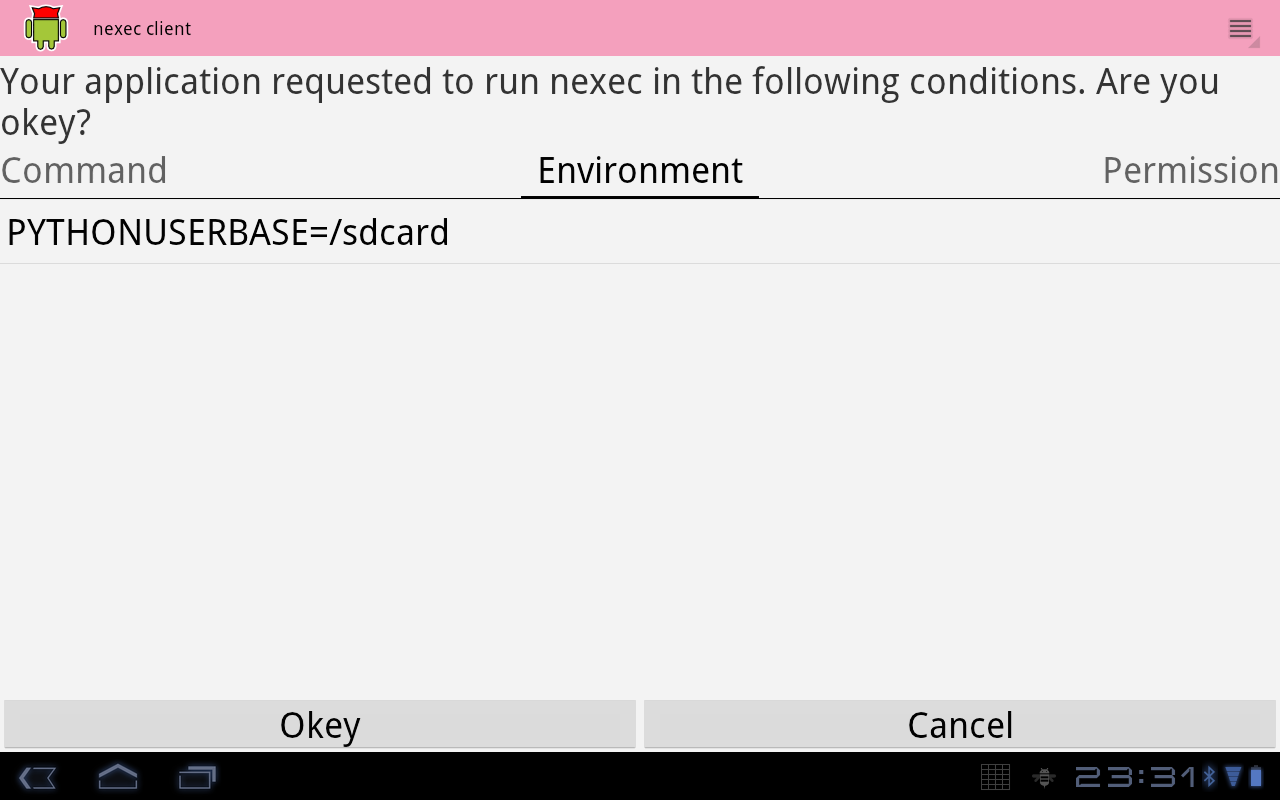 nexec client
Your application requested to run nexec in the following conditions. Are you
okey?
Command Environment Permission
PYTHONUSERBASE=/sdcard
Okey Cancel
23:31